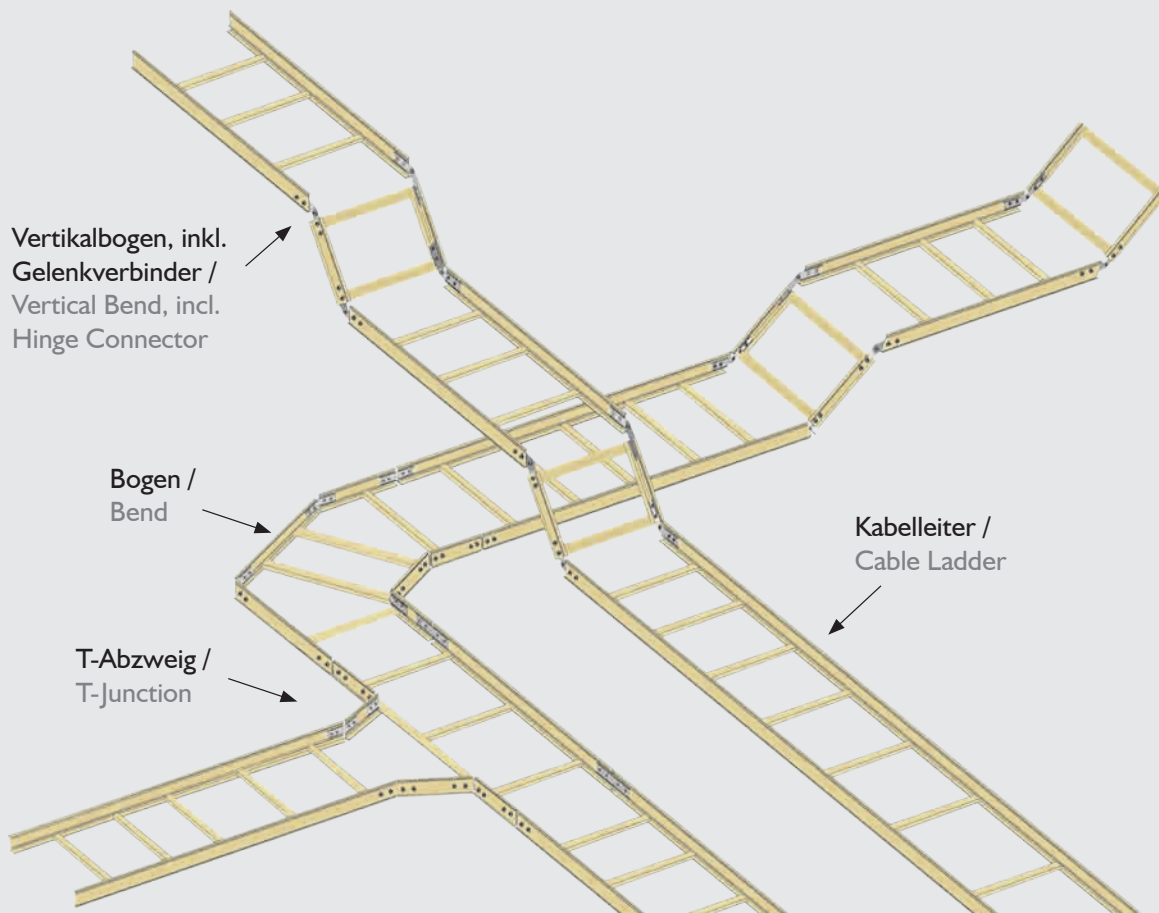 Vertikalbogen, inkl.
Gelenkverbinder /
Vertical Bend, incl.
Hinge Connector
Bogen /
Bend
Kabelleiter /
Cable Ladder
T-Abzweig /
T-Junction